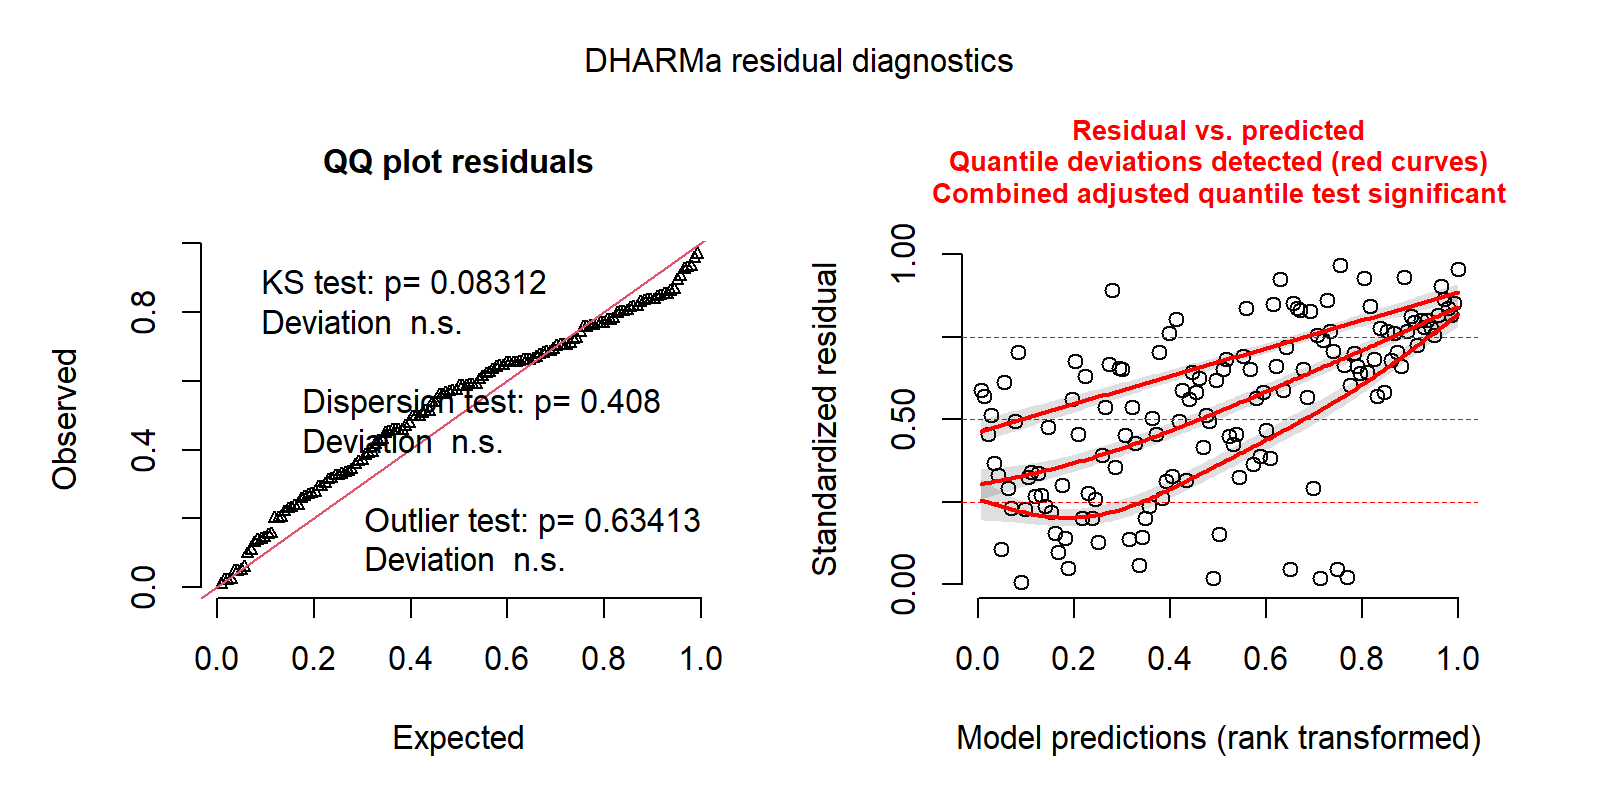 DHARMa residual diagnostics
QQ plot residuals
KS test: p= 0.08312
Deviation n.s.
Dispersion test: p= 0.408
Deviation n.s.
Outlier test: p= 0.63413
Deviation n.s.
Observed
0.0
0.4
0.8
0.0 0.2 0.4 0.6 0.8 1.0
Expected
Residual vs. predicted
Quantile deviations detected (red curves)
Combined adjusted quantile test significant
Standardized residual
0.00
0.50
1.00
0.0 0.2 0.4 0.6 0.8 1.0
Model predictions (rank transformed)